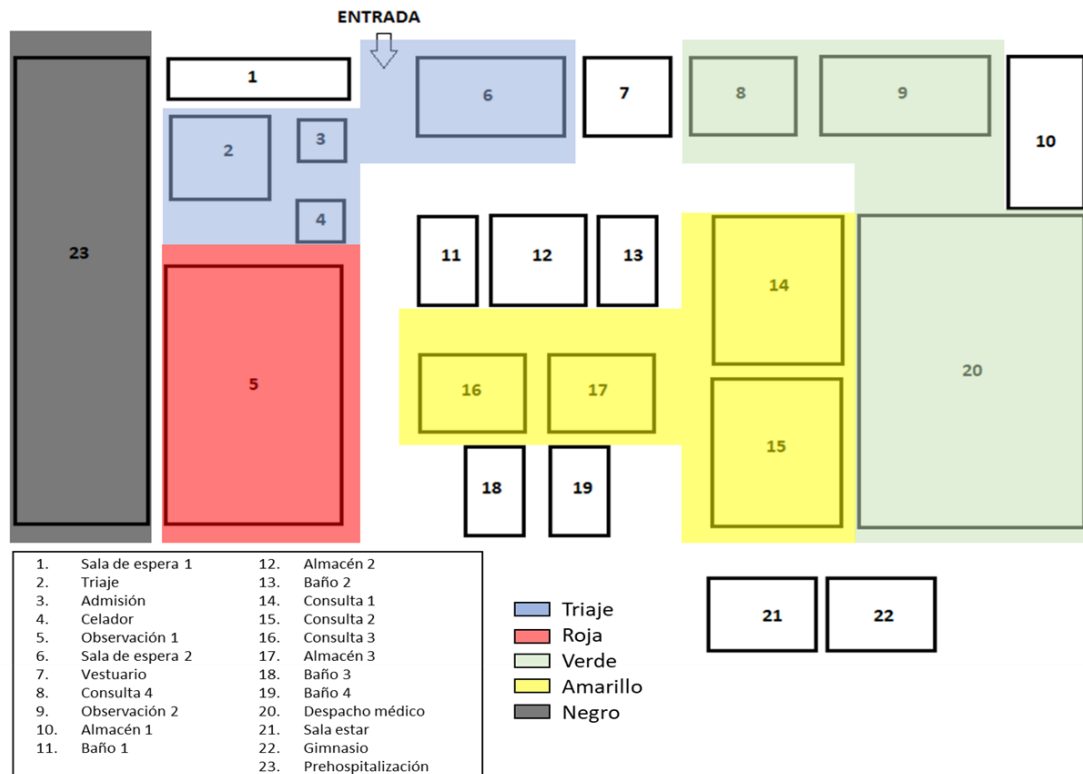 ENTRADA
1
6
7
8
9
10
2
3
4
23
11
12
13
14
5
16
17
20
15
18
19
21
22
1. Sala de espera 1
2. Triaje
3. Admisión
4. Celador
5. Observación 1
6. Sala de espera 2
7. Vestuario
8. Consulta 4
9. Observación 2
10. Almacén 1
11. Baño 1
12. Almacén 2
13. Baño 2
14. Consulta 1
15. Consulta 2
16. Consulta 3
17. Almacén 3
18. Baño 3
19. Baño 4
20. Despacho médico
21. Sala estar
22. Gimnasio
23. Prehospitalización
Triaje
Roja
Verde
Amarillo
Negro